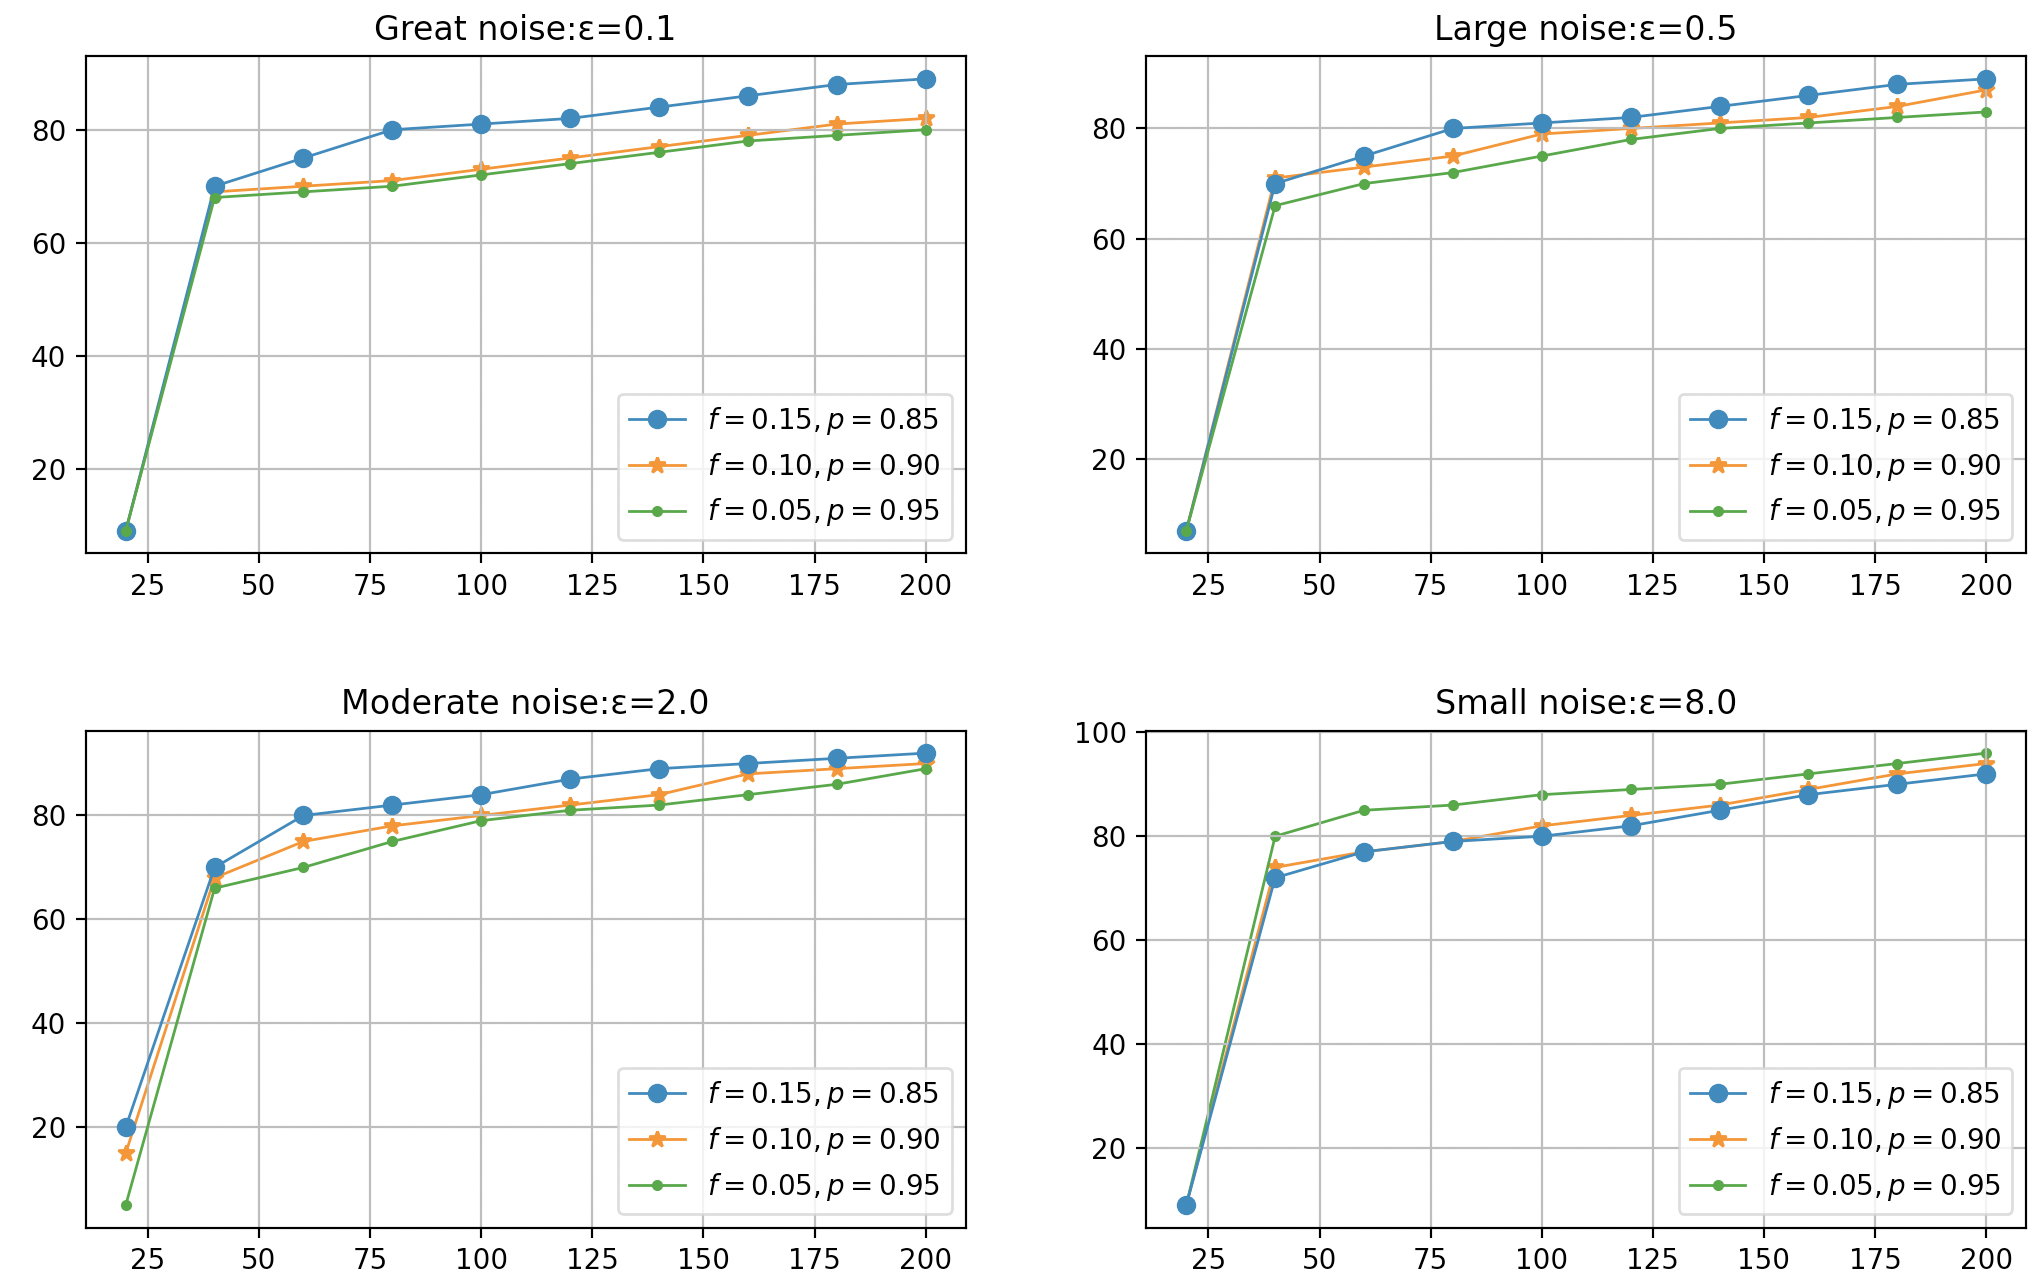 Great noise:ε=0.1
80
60
40
20
f = 0.15, p = 0.85
f = 0.10, p = 0.90
f = 0.05, p = 0.95
25 50 75 100 125 150 175 200
Large noise:ε=0.5
80
60
40
20
f = 0.15, p = 0.85
f = 0.10, p = 0.90
f = 0.05, p = 0.95
25 50 75 100 125 150 175 200
Moderate noise:ε=2.0
80
60
40
20
f = 0.15, p = 0.85
f = 0.10, p = 0.90
f = 0.05, p = 0.95
25 50 75 100 125 150 175 200
Small noise:ε=8.0
100
80
60
40
20
f = 0.15, p = 0.85
f = 0.10, p = 0.90
f = 0.05, p = 0.95
25 50 75 100 125 150 175 200